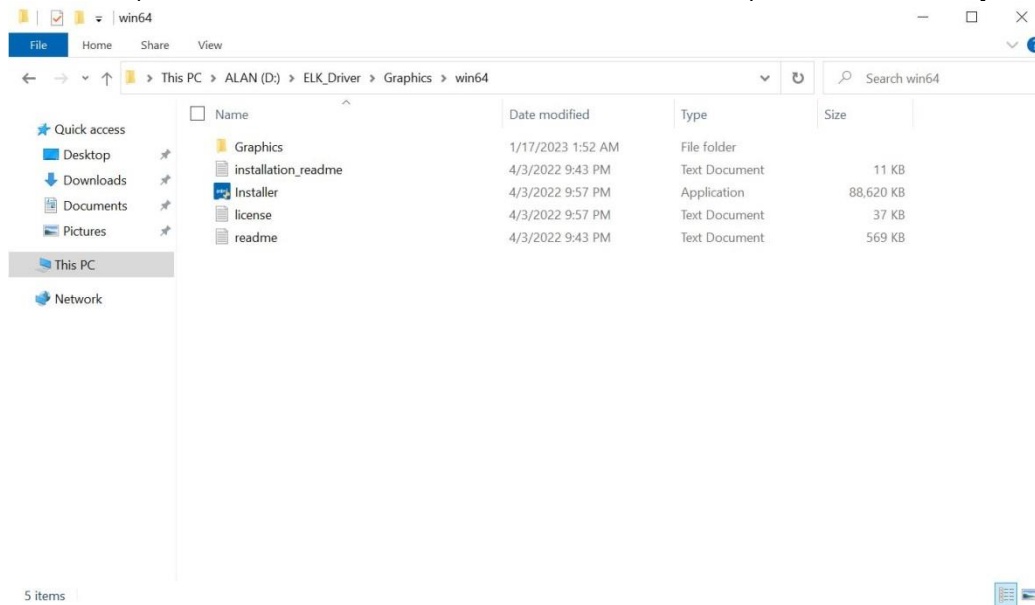 win64
File Home Share View
This PC > ALAN (D:) > ELK_Driver > Graphics > win64
Search win64
Name Date modified Type Size
Quick access
Desktop
Downloads
Documents
Pictures
This PC
Network
Graphics 1/17/2023 1:52 AM File folder
installation_readme 4/3/2022 9:43 PM Text Document 11 KB
Installer 4/3/2022 9:57 PM Application 88,620 KB
license 4/3/2022 9:57 PM Text Document 37 KB
readme 4/3/2022 9:43 PM Text Document 569 KB
5 items